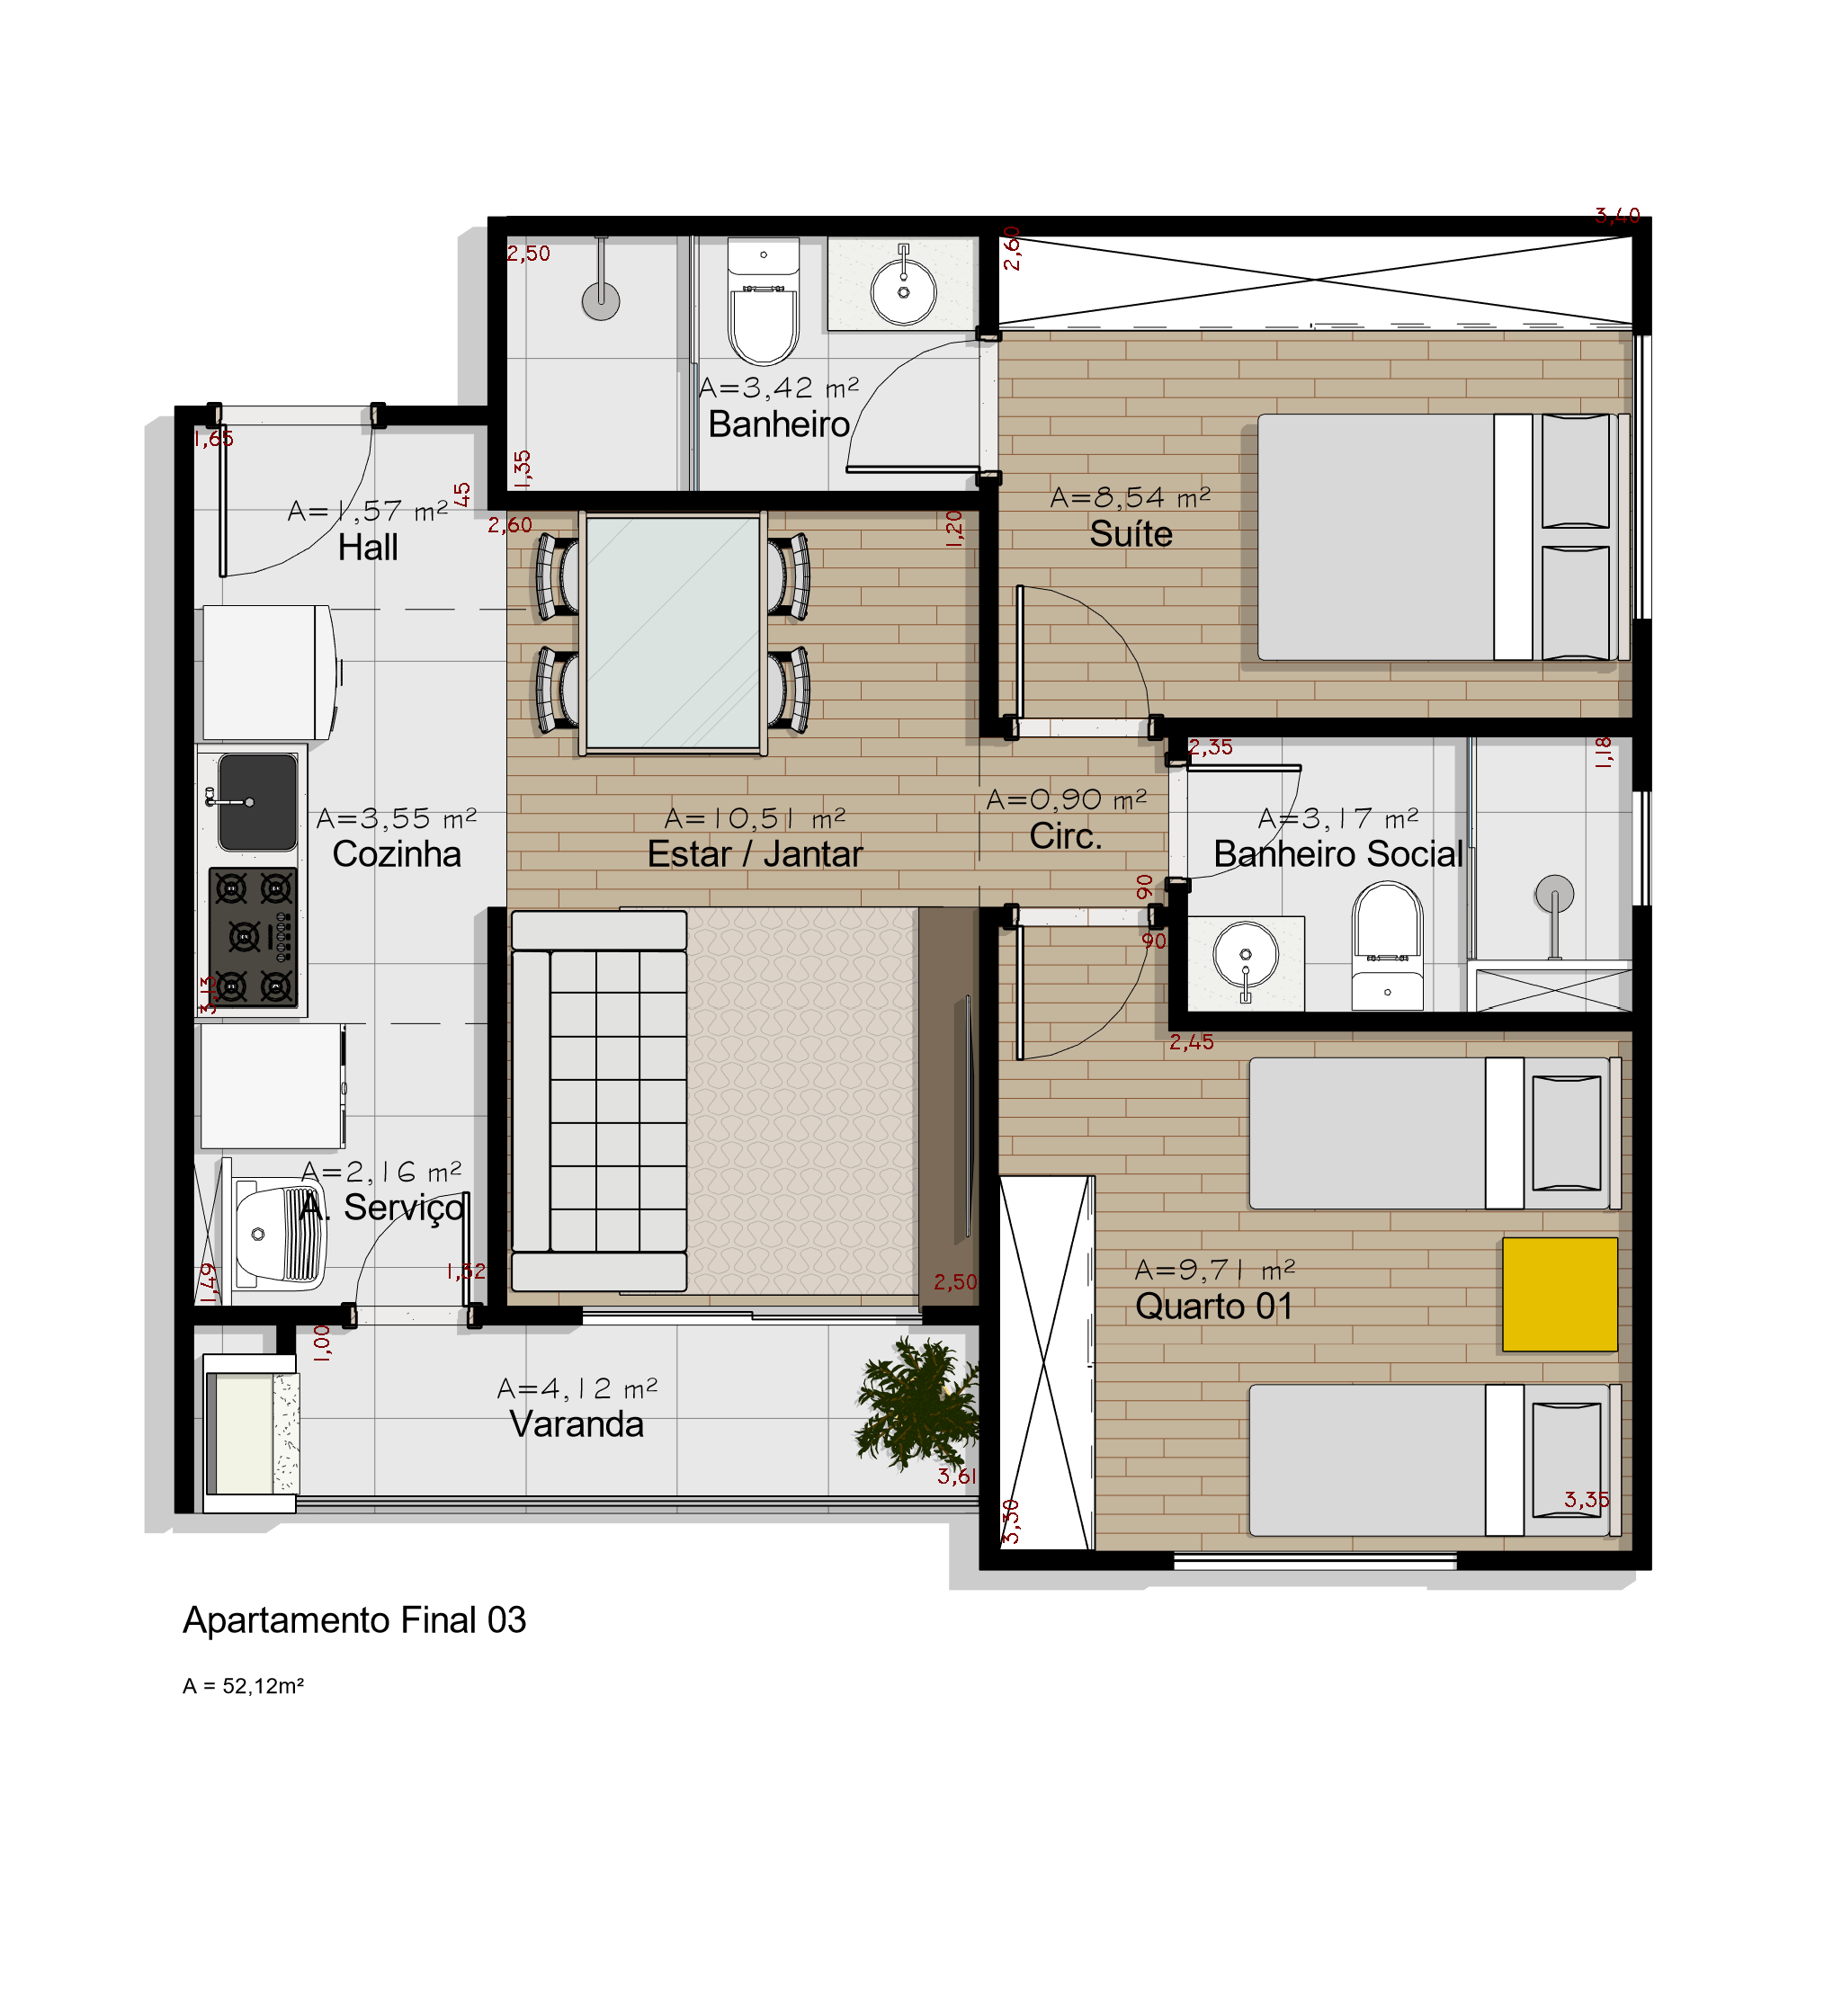 3,40
2,50
2,60
A=3,42 m²
Banheiro
1,65
1,35
45
A=1,57 m²
Hall
2,60
1,20
A=8,54 m²
Suíte
2,35
1,18
A=3,55 m²
Cozinha
A=10,51 m²
Estar / Jantar
A=0,90 m²
Circ.
A=3,17 m²
Banheiro Social
90
90
3,13
2,45
A=2,16 m²
A. Serviço
1,49
1,32
2,50
A=9,71 m²
Quarto 01
1,00
A=4,12 m²
Varanda
3,61
3,30
3,35
Apartamento Final 03
A = 52,12m²